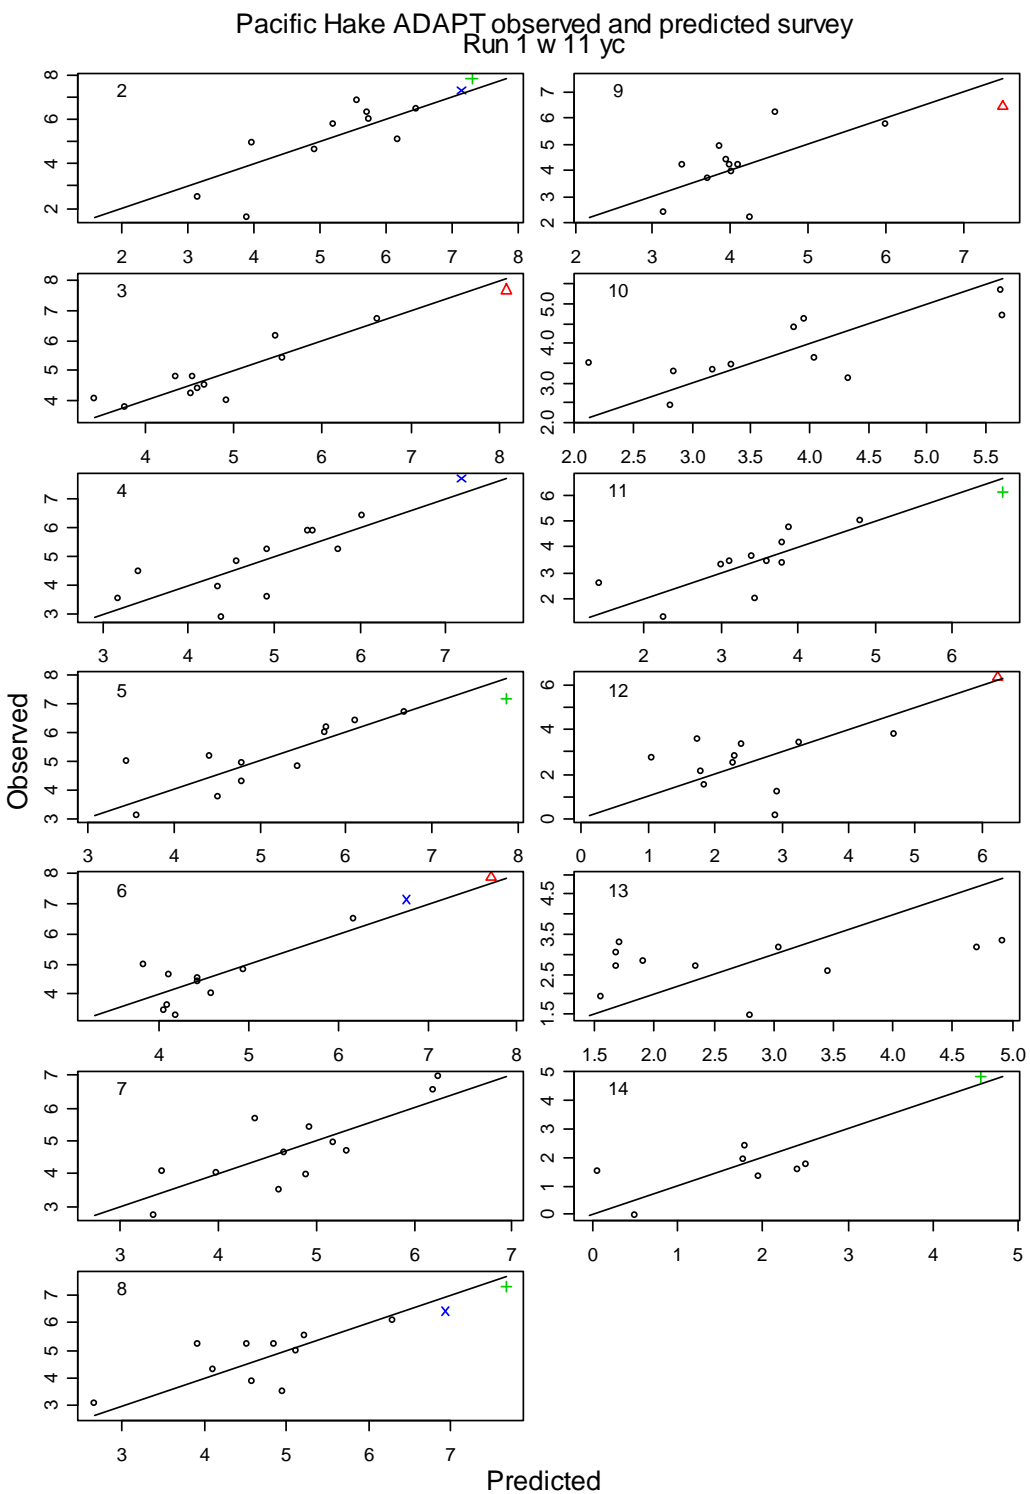 Pacific Hake ADAPT observed and predicted survey
Run 1 w 11 yc
2
2 4 6 8
2 3 4 5 6 7 8
9
2 3 4 5 6 7
2 3 4 5 6 7
3
4 5 6 7 8
4 5 6 7 8
10
2.0 3.0 4.0 5.0
2.0 2.5 3.0 3.5 4.0 4.5 5.0 5.5
4
3 4 5 6 7
3 4 5 6 7
11
2 3 4 5 6
2 3 4 5 6
5
3 4 5 6 7 8
3 4 5 6 7 8
12
0 2 4 6
0 1 2 3 4 5 6
6
4 5 7 8
4 5 6 7 8
13
1.5 2.5 3.5 4.5
1.5 2.0 2.5 3.0 3.5 4.0 4.5 5.0
7
3 4 5 6 7
3 4 5 6 7
14
0 1 2 3 4 5
0 1 2 3 4 5
8
3 4 5 6 7
3 4 5 6 7
Observed
Predicted